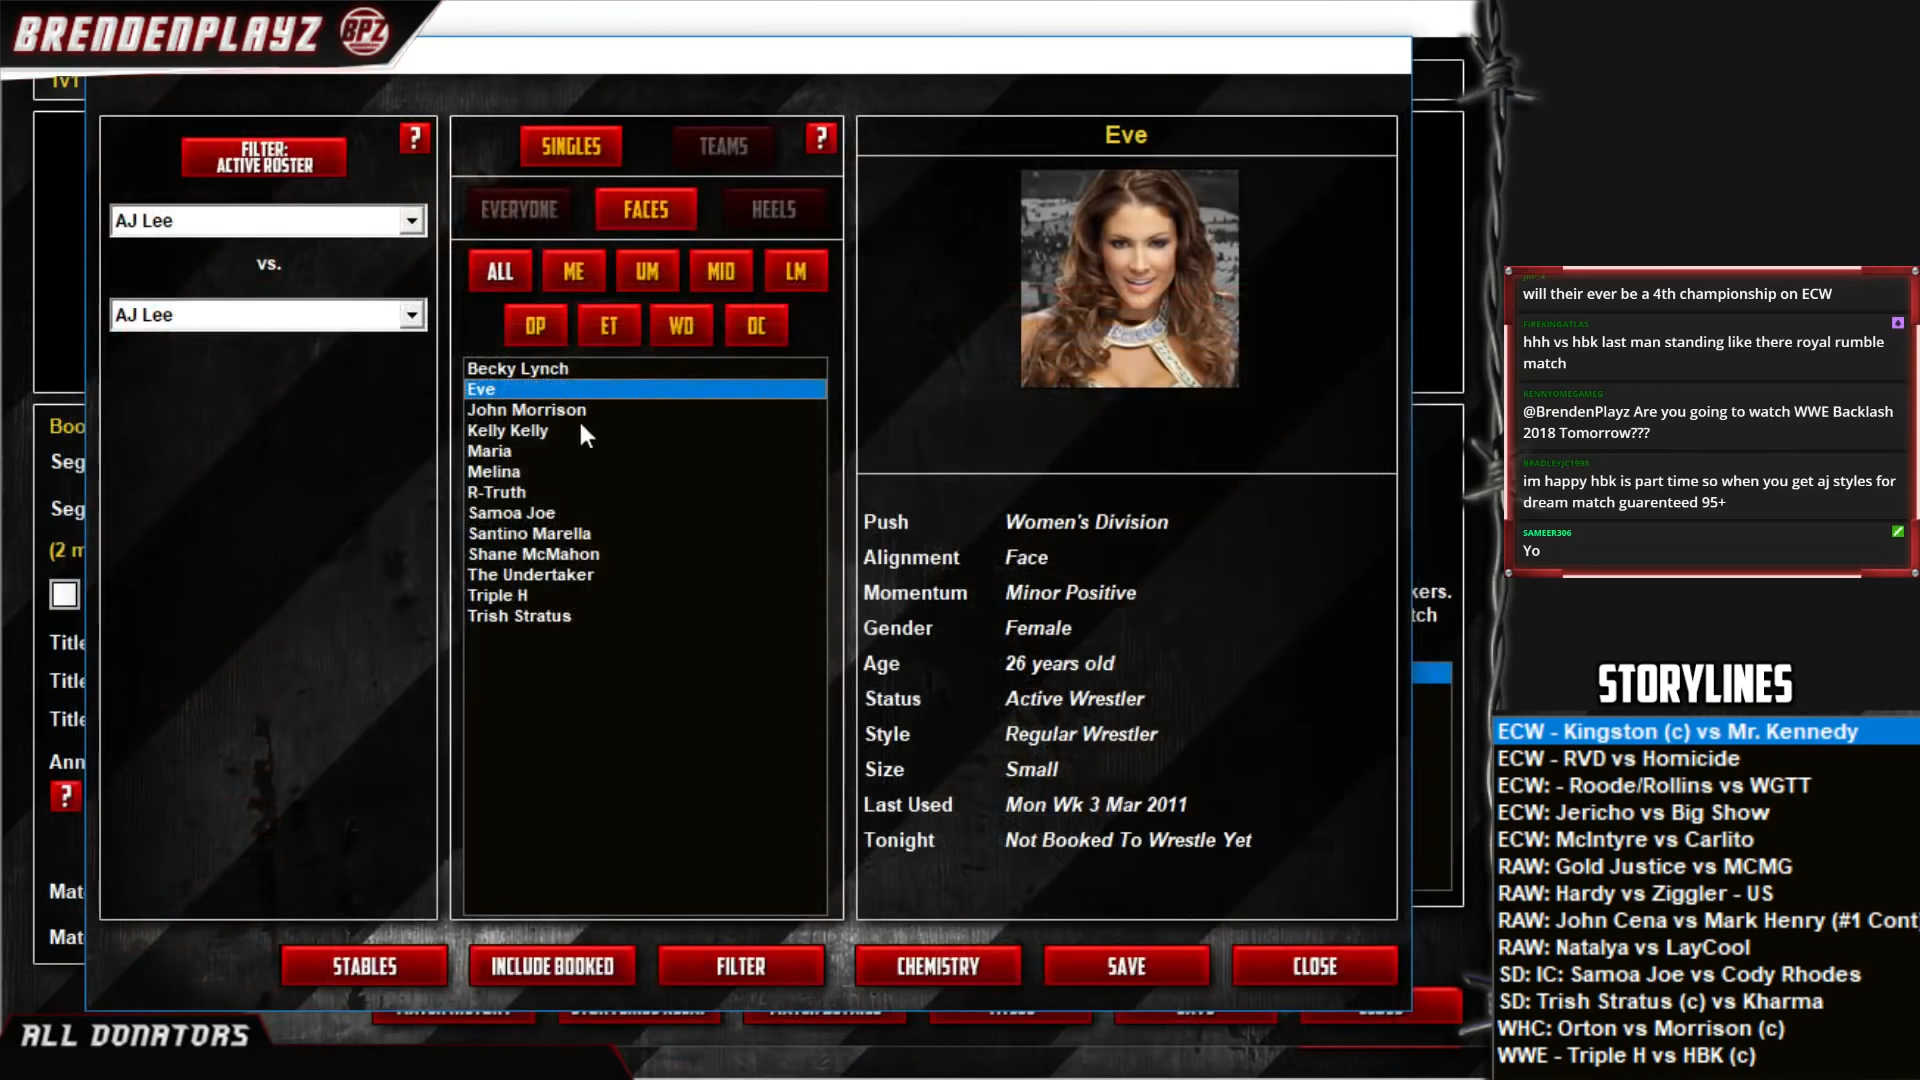 BRENDENPLAYZ BPZ
1v1
FILTER:
ACTIVE ROSTER
?
AJ Lee
vs.
AJ Lee
SINGLES
TEAMS
?
EVERYONE
FACES
HEELS
ALL
ME
UM
MID
LM
OP
ET
WD
OC
Becky Lynch
Eve
John Morrison
Kelly Kelly
Maria
Melina
R-Truth
Samoa Joe
Santino Marella
Shane McMahon
The Undertaker
Triple H
Trish Stratus
Eve
Push Women's Division
Alignment Face
Momentum Minor Positive
Gender Female
Age 26 years old
Status Active Wrestler
Style Regular Wrestler
Size Small
Last Used Mon Wk 3 Mar 2011
Tonight Not Booked To Wrestle Yet
Boo
Seg
Seg
(2 m
Title
Title
Title
Ann
?
Mat
Mat
kers.
tch
STABLES
INCLUDE BOOKED
FILTER
CHEMISTRY
SAVE
CLOSE
ALL DONATORS
will their ever be a 4th championship on ECW
FIREKINGATLAS
hhh vs hbk last man standing like there royal rumble
match
KENNYOMEGAMEG
@BrendenPlayz Are you going to watch WWE Backlash
2018 Tomorrow???
BRADLEYJC1998
im happy hbk is part time so when you get aj styles for
dream match guarenteed 95+
SAMEER306
Yo
STORYLINES
ECW - Kingston (c) vs Mr. Kennedy
ECW - RVD vs Homicide
ECW: - Roode/Rollins vs WGTT
ECW: Jericho vs Big Show
ECW: McIntyre vs Carlito
RAW: Gold Justice vs MCMG
RAW: Hardy vs Ziggler - US
RAW: John Cena vs Mark Henry (#1 Cont
RAW: Natalya vs LayCool
SD: IC: Samoa Joe vs Cody Rhodes
SD: Trish Stratus (c) vs Kharma
WHC: Orton vs Morrison (c)
WWE - Triple H vs HBK (c)